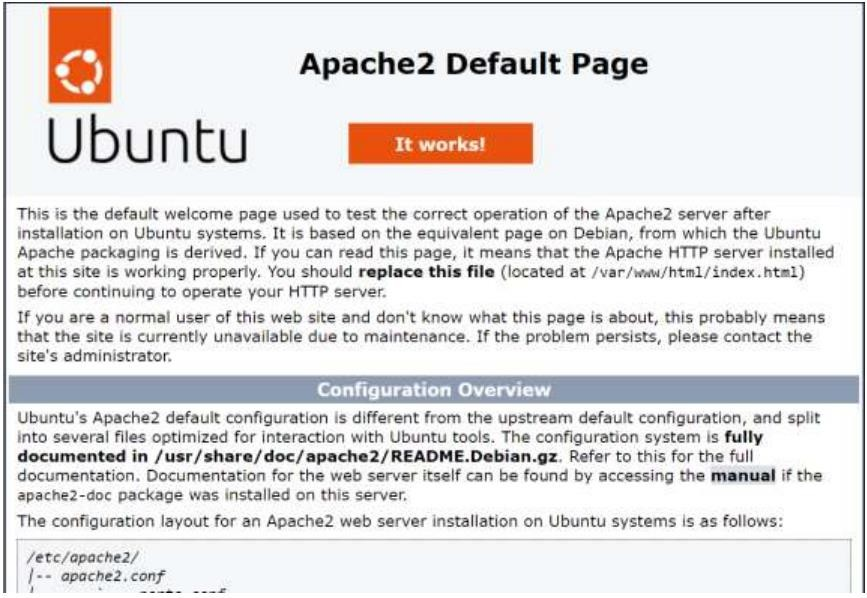 Ubuntu
Apache2 Default Page
It works!
This is the default welcome page used to test the correct operation of the Apache2 server after
installation on Ubuntu systems. It is based on the equivalent page on Debian, from which the Ubuntu
Apache packaging is derived. If you can read this page, it means that the Apache HTTP server installed
at this site is working properly. You should replace this file (located at /var/www/html/index.html)
before continuing to operate your HTTP server.
If you are a normal user of this web site and don't know what this page is about, this probably means
that the site is currently unavailable due to maintenance. If the problem persists, please contact the
site's administrator.
Configuration Overview
Ubuntu's Apache2 default configuration is different from the upstream default configuration, and split
into several files optimized for interaction with Ubuntu tools. The configuration system is fully
documented in /usr/share/doc/apache2/README.Debian.gz. Refer to this for the full
documentation. Documentation for the web server itself can be found by accessing the manual if the
apache2-doc package was installed on this server.
The configuration layout for an Apache2 web server installation on Ubuntu systems is as follows:
/etc/apache2/
|-- apache2.conf